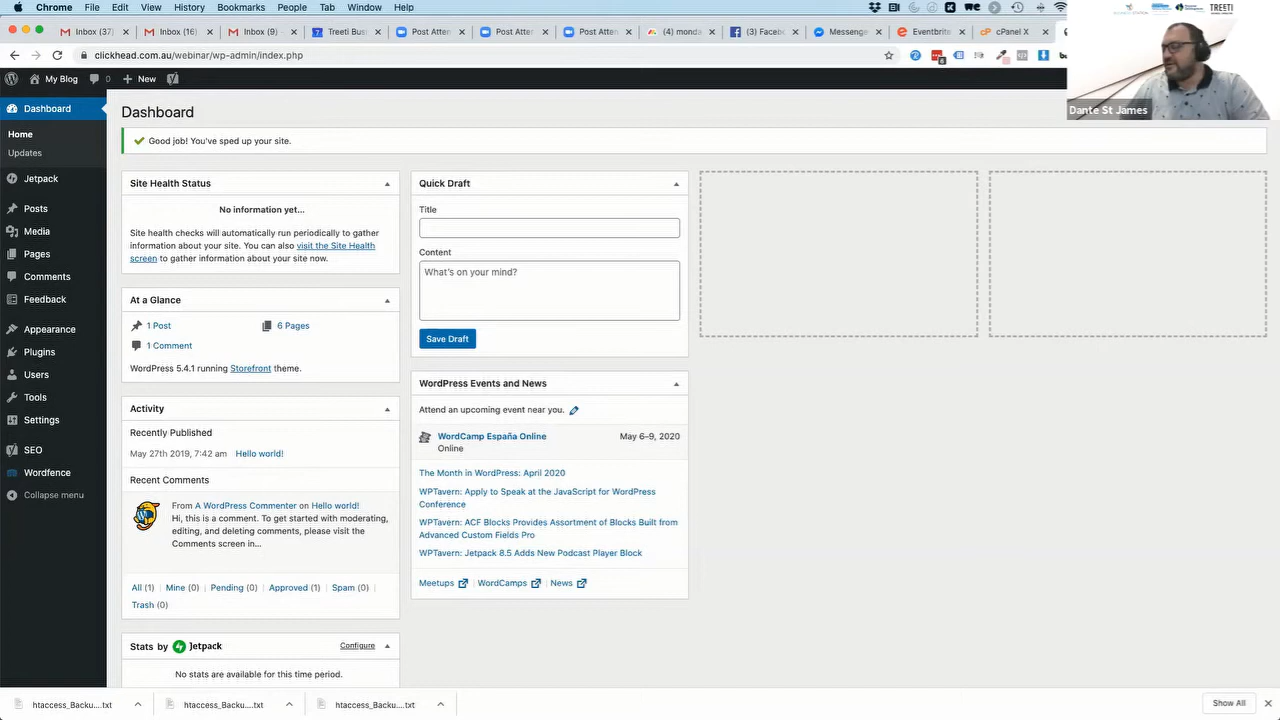 Chrome File Edit View History Bookmarks People Tab Window Help
Inbox (37) Inbox (16) Inbox (9) Treeti Busi Post Atten Post Atten Post Atten (4) monda Faceb Messenge Eventbrite cPanel X
clickhead.com.au/webinar/wp-admin/index.php
TREETI
My Blog 0 New
Dante St James
Dashboard
Home
Updates
Jetpack
Posts
Media
Pages
Comments
Feedback
Appearance
Plugins
Users
Tools
Settings
SEO
Wordfence
Collapse menu
Dashboard
Good job! You've sped up your site.
Site Health Status
No information yet...
Site health checks will automatically run periodically to gather
information about your site. You can also visit the Site Health
screen to gather information about your site now.
At a Glance
1 Post 6 Pages
1 Comment
WordPress 5.4.1 running Storefront theme.
Activity
Recently Published
May 27th 2019, 7:42 am Hello world!
Recent Comments
From A WordPress Commenter on Hello world!
Hi, this is a comment. To get started with moderating,
editing, and deleting comments, please visit the
Comments screen in...
All (1) | Mine (0) | Pending (0) | Approved (1) | Spam (0) |
Trash (0)
Stats by Jetpack Configure
No stats are available for this time period.
Quick Draft
Title
Content
What's on your mind?
Save Draft
WordPress Events and News
Attend an upcoming event near you.
WordCamp España Online May 6–9, 2020
Online
The Month in WordPress: April 2020
WPTavern: Apply to Speak at the JavaScript for WordPress
Conference
WPTavern: ACF Blocks Provides Assortment of Blocks Built from
Advanced Custom Fields Pro
WPTavern: Jetpack 8.5 Adds New Podcast Player Block
Meetups | WordCamps | News
htaccess_Backu....txt htaccess_Backu....txt htaccess_Backu....txt Show All